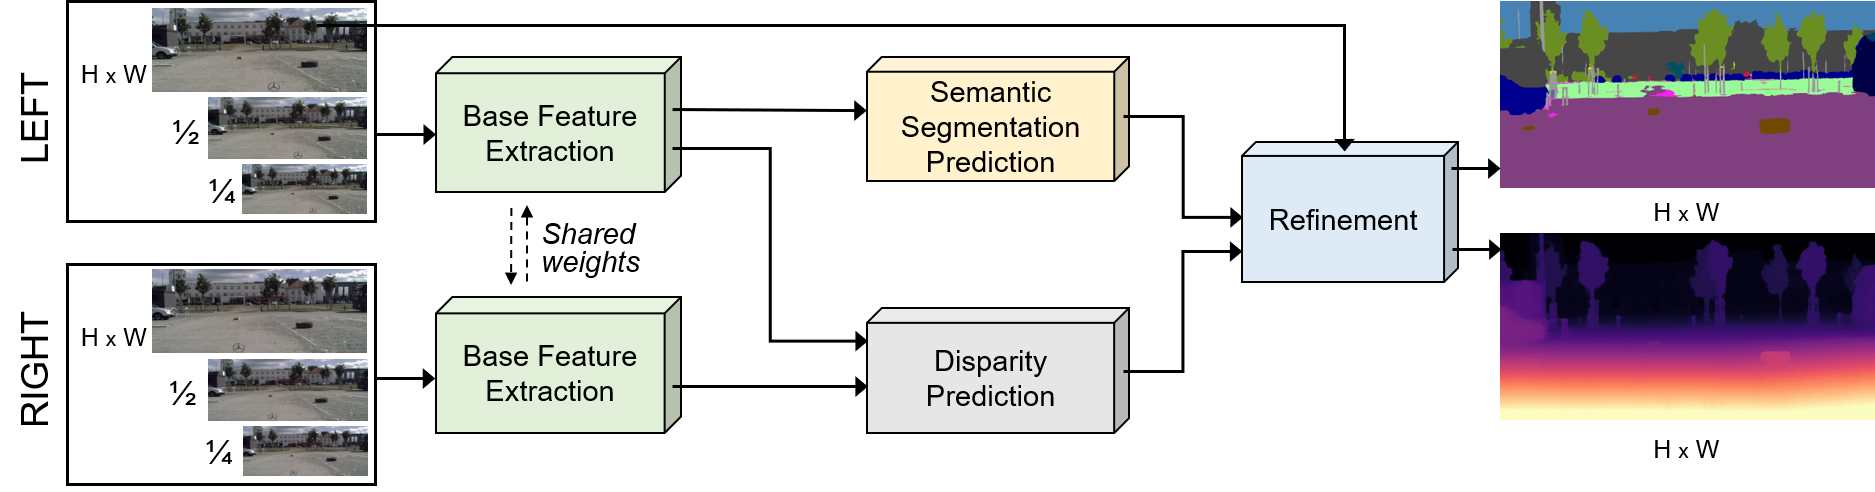 LEFT
H x W
½
¼
Base Feature
Extraction
Semantic
Segmentation
Prediction
Shared
weights
Refinement
H x W
RIGHT
H x W
½
¼
Base Feature
Extraction
Disparity
Prediction
H x W